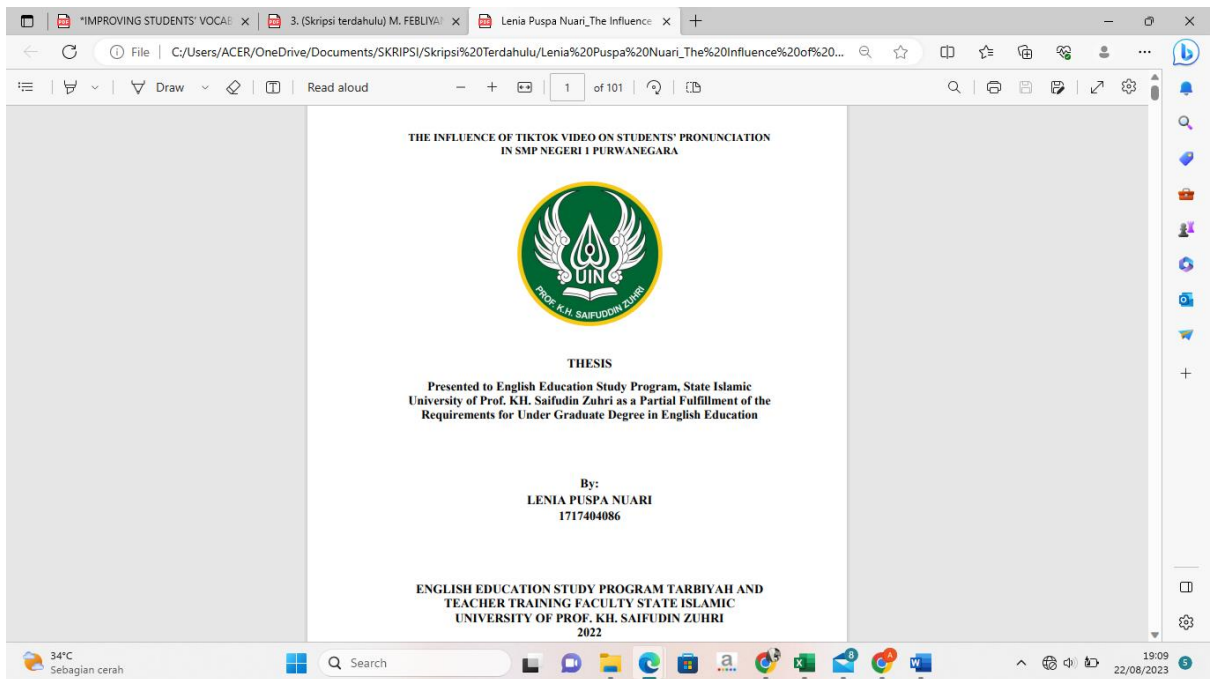 *IMPROVING STUDENTS' VOCAB
3. (Skripsi terdahulu) M. FEBLIYAN
Lenia Puspa Nuari_The Influence
File
C:/Users/ACER/OneDrive/Documents/SKRIPSI/Skripsi%20Terdahulu/Lenia%20Puspa%20Nuari_The%20Influence%20of%20...
Draw
Read aloud
1 of 101
THE INFLUENCE OF TIKTOK VIDEO ON STUDENTS' PRONUNCIATION
IN SMP NEGERI 1 PURWANEGARA
UIN
PROF. K.H. SAIFUDDIN ZUHRI
THESIS
Presented to English Education Study Program, State Islamic
University of Prof. KH. Saifudin Zuhri as a Partial Fulfillment of the
Requirements for Under Graduate Degree in English Education
By:
LENIA PUSPA NUARI
1717404086
ENGLISH EDUCATION STUDY PROGRAM TARBIYAH AND
TEACHER TRAINING FACULTY STATE ISLAMIC
UNIVERSITY OF PROF. KH. SAIFUDIN ZUHRI
2022
34°C
Sebagian cerah
Search
19:09
22/08/2023
5